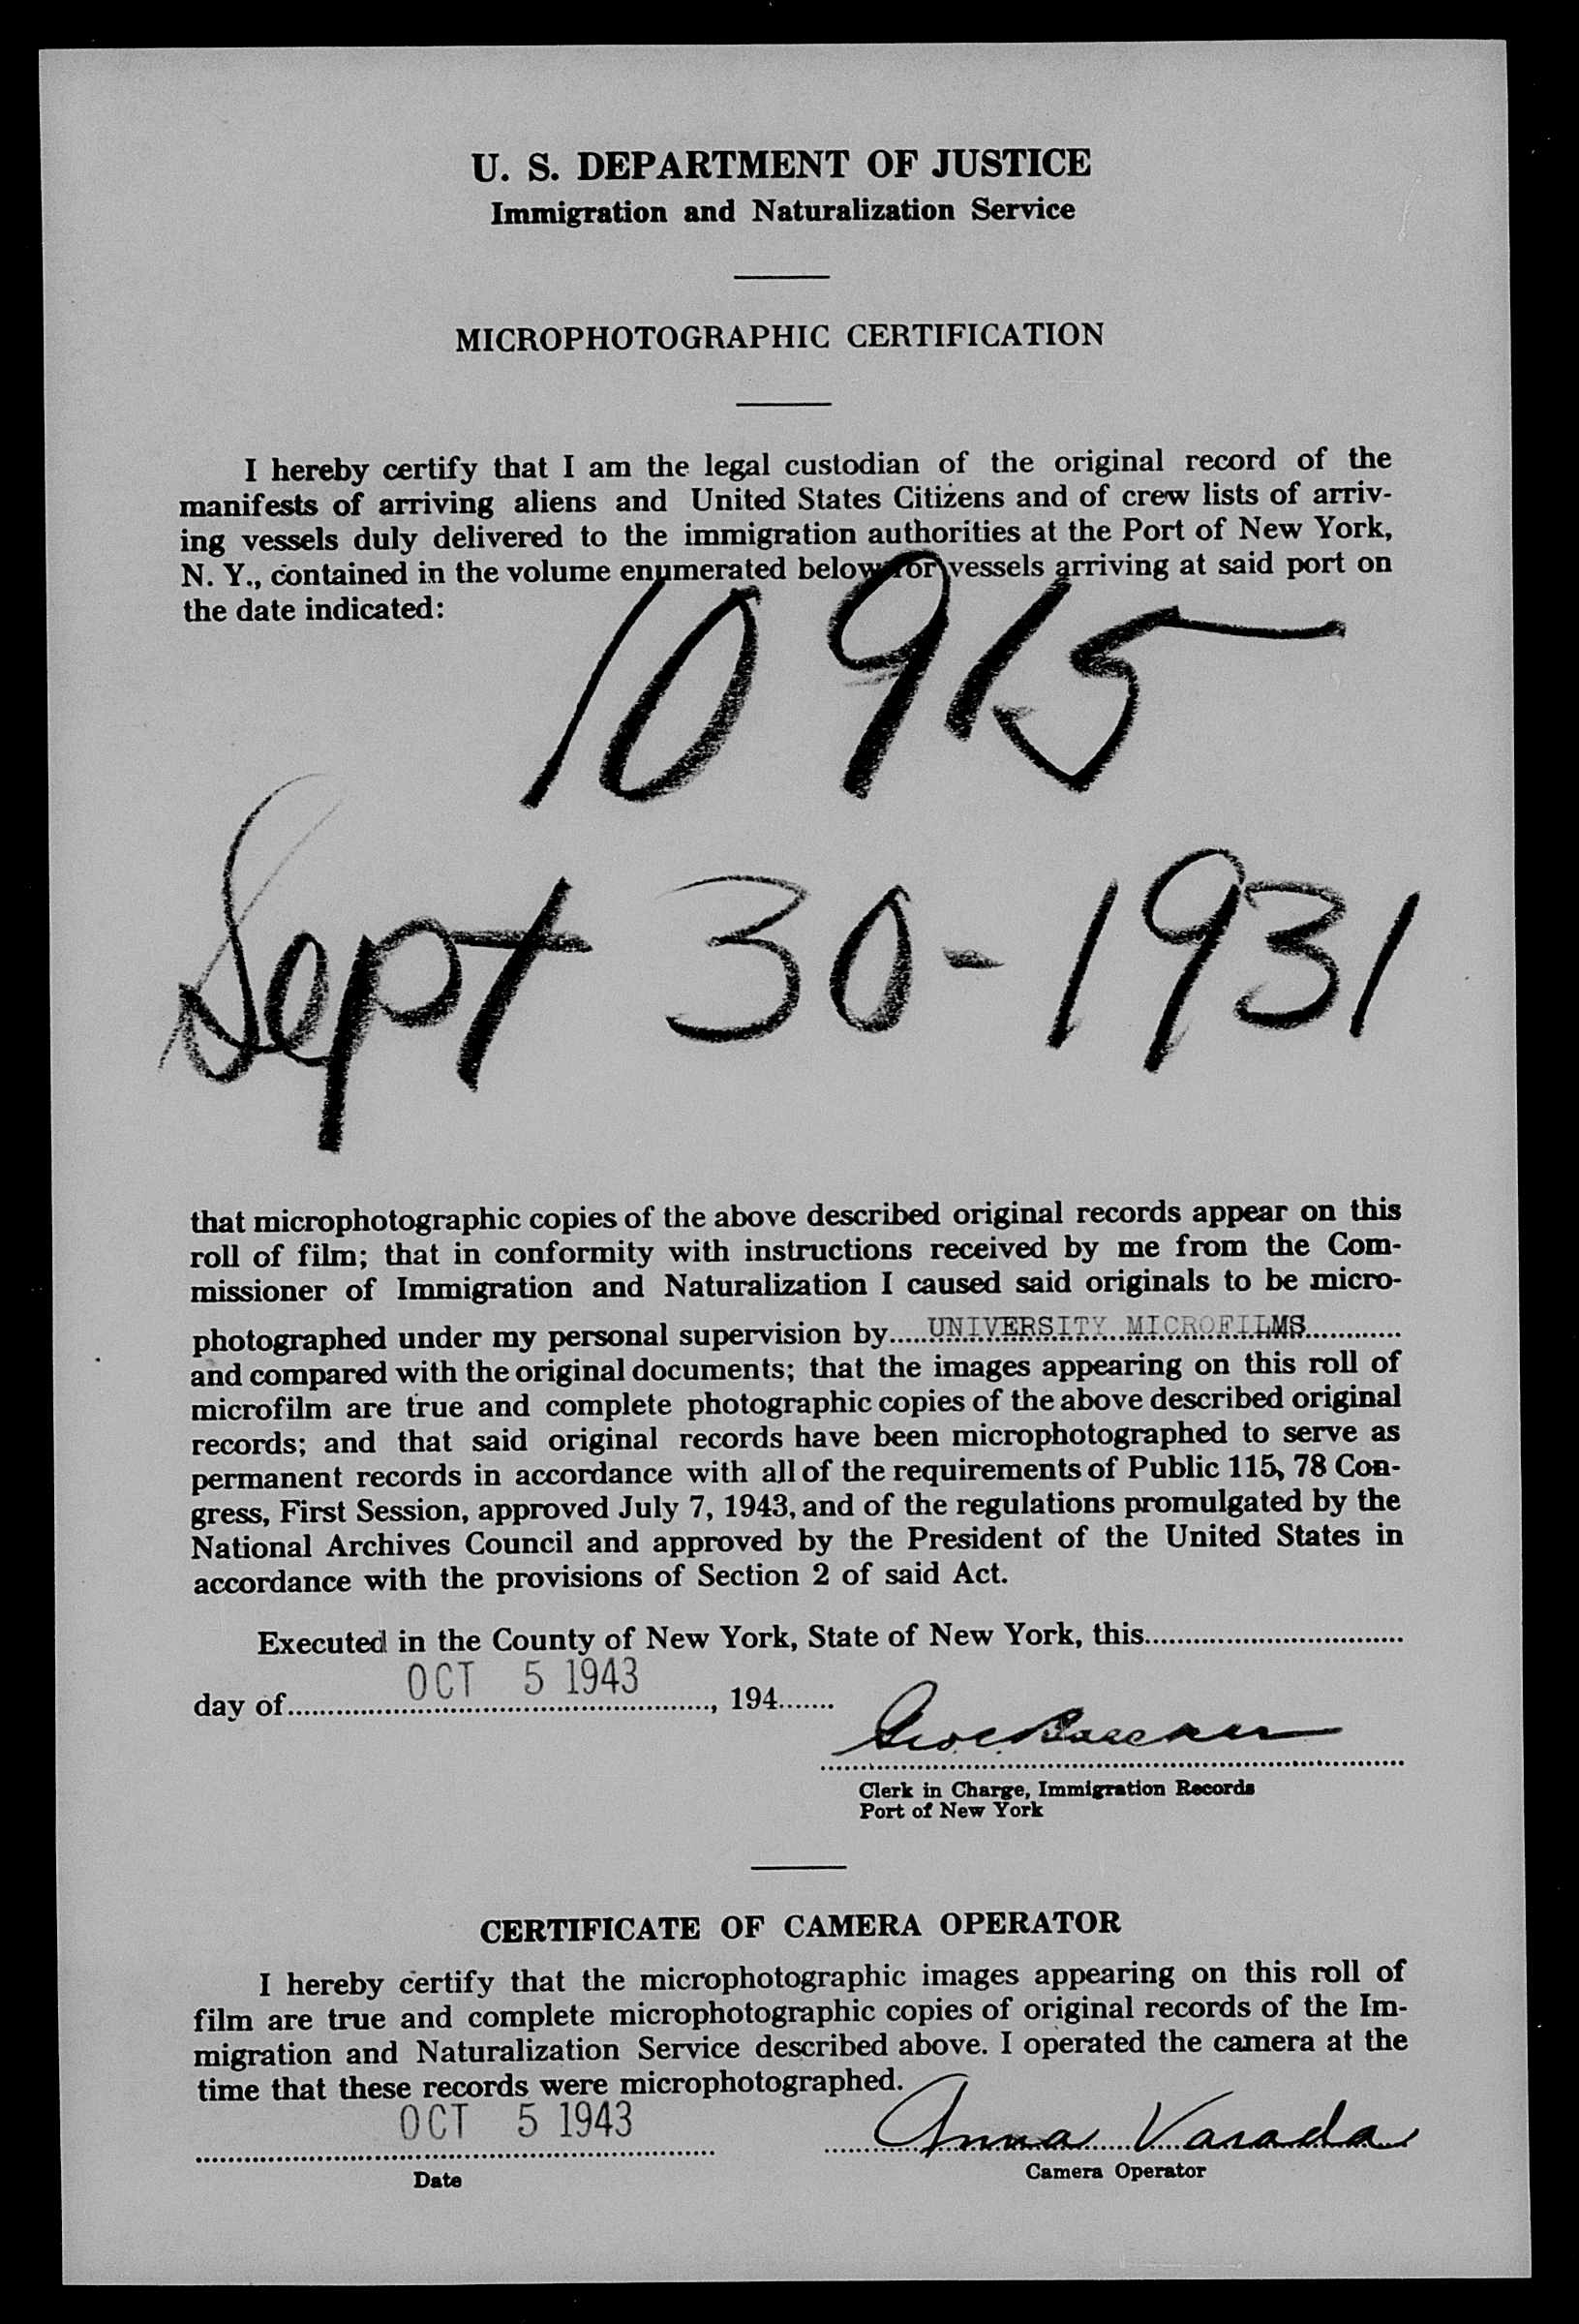 U. S. DEPARTMENT OF JUSTICE
Immigration and Naturalization Service
MICROPHOTOGRAPHIC CERTIFICATION
I hereby certify that I am the legal custodian of the original record of the
manifests of arriving aliens and United States Citizens and of crew lists of arriv-
ing vessels duly delivered to the immigration authorities at the Port of New York,
N. Y., contained in the volume enumerated below for vessels arriving at said port on
the date indicated:
10915
Sept 30-1931
that microphotographic copies of the above described original records appear on this
roll of film; that in conformity with instructions received by me from the Com-
missioner of Immigration and Naturalization I caused said originals to be micro-
photographed under my personal supervision by.....UNIVERSITY MICROFILMS............
and compared with the original documents; that the images appearing on this roll of
microfilm are true and complete photographic copies of the above described original
records; and that said original records have been microphotographed to serve as
permanent records in accordance with all of the requirements of Public 115, 78 Con-
gress, First Session, approved July 7, 1943, and of the regulations promulgated by the
National Archives Council and approved by the President of the United States in
accordance with the provisions of Section 2 of said Act.
Executed in the County of New York, State of New York, this................................
day of OCT 5 1943, 194.......
Clerk in Charge, Immigration Records
Port of New York
CERTIFICATE OF CAMERA OPERATOR
I hereby certify that the microphotographic images appearing on this roll of
film are true and complete microphotographic copies of original records of the Im-
migration and Naturalization Service described above. I operated the camera at the
time that these records were microphotographed.
OCT 5 1943 Anna Varada
Date Camera Operator